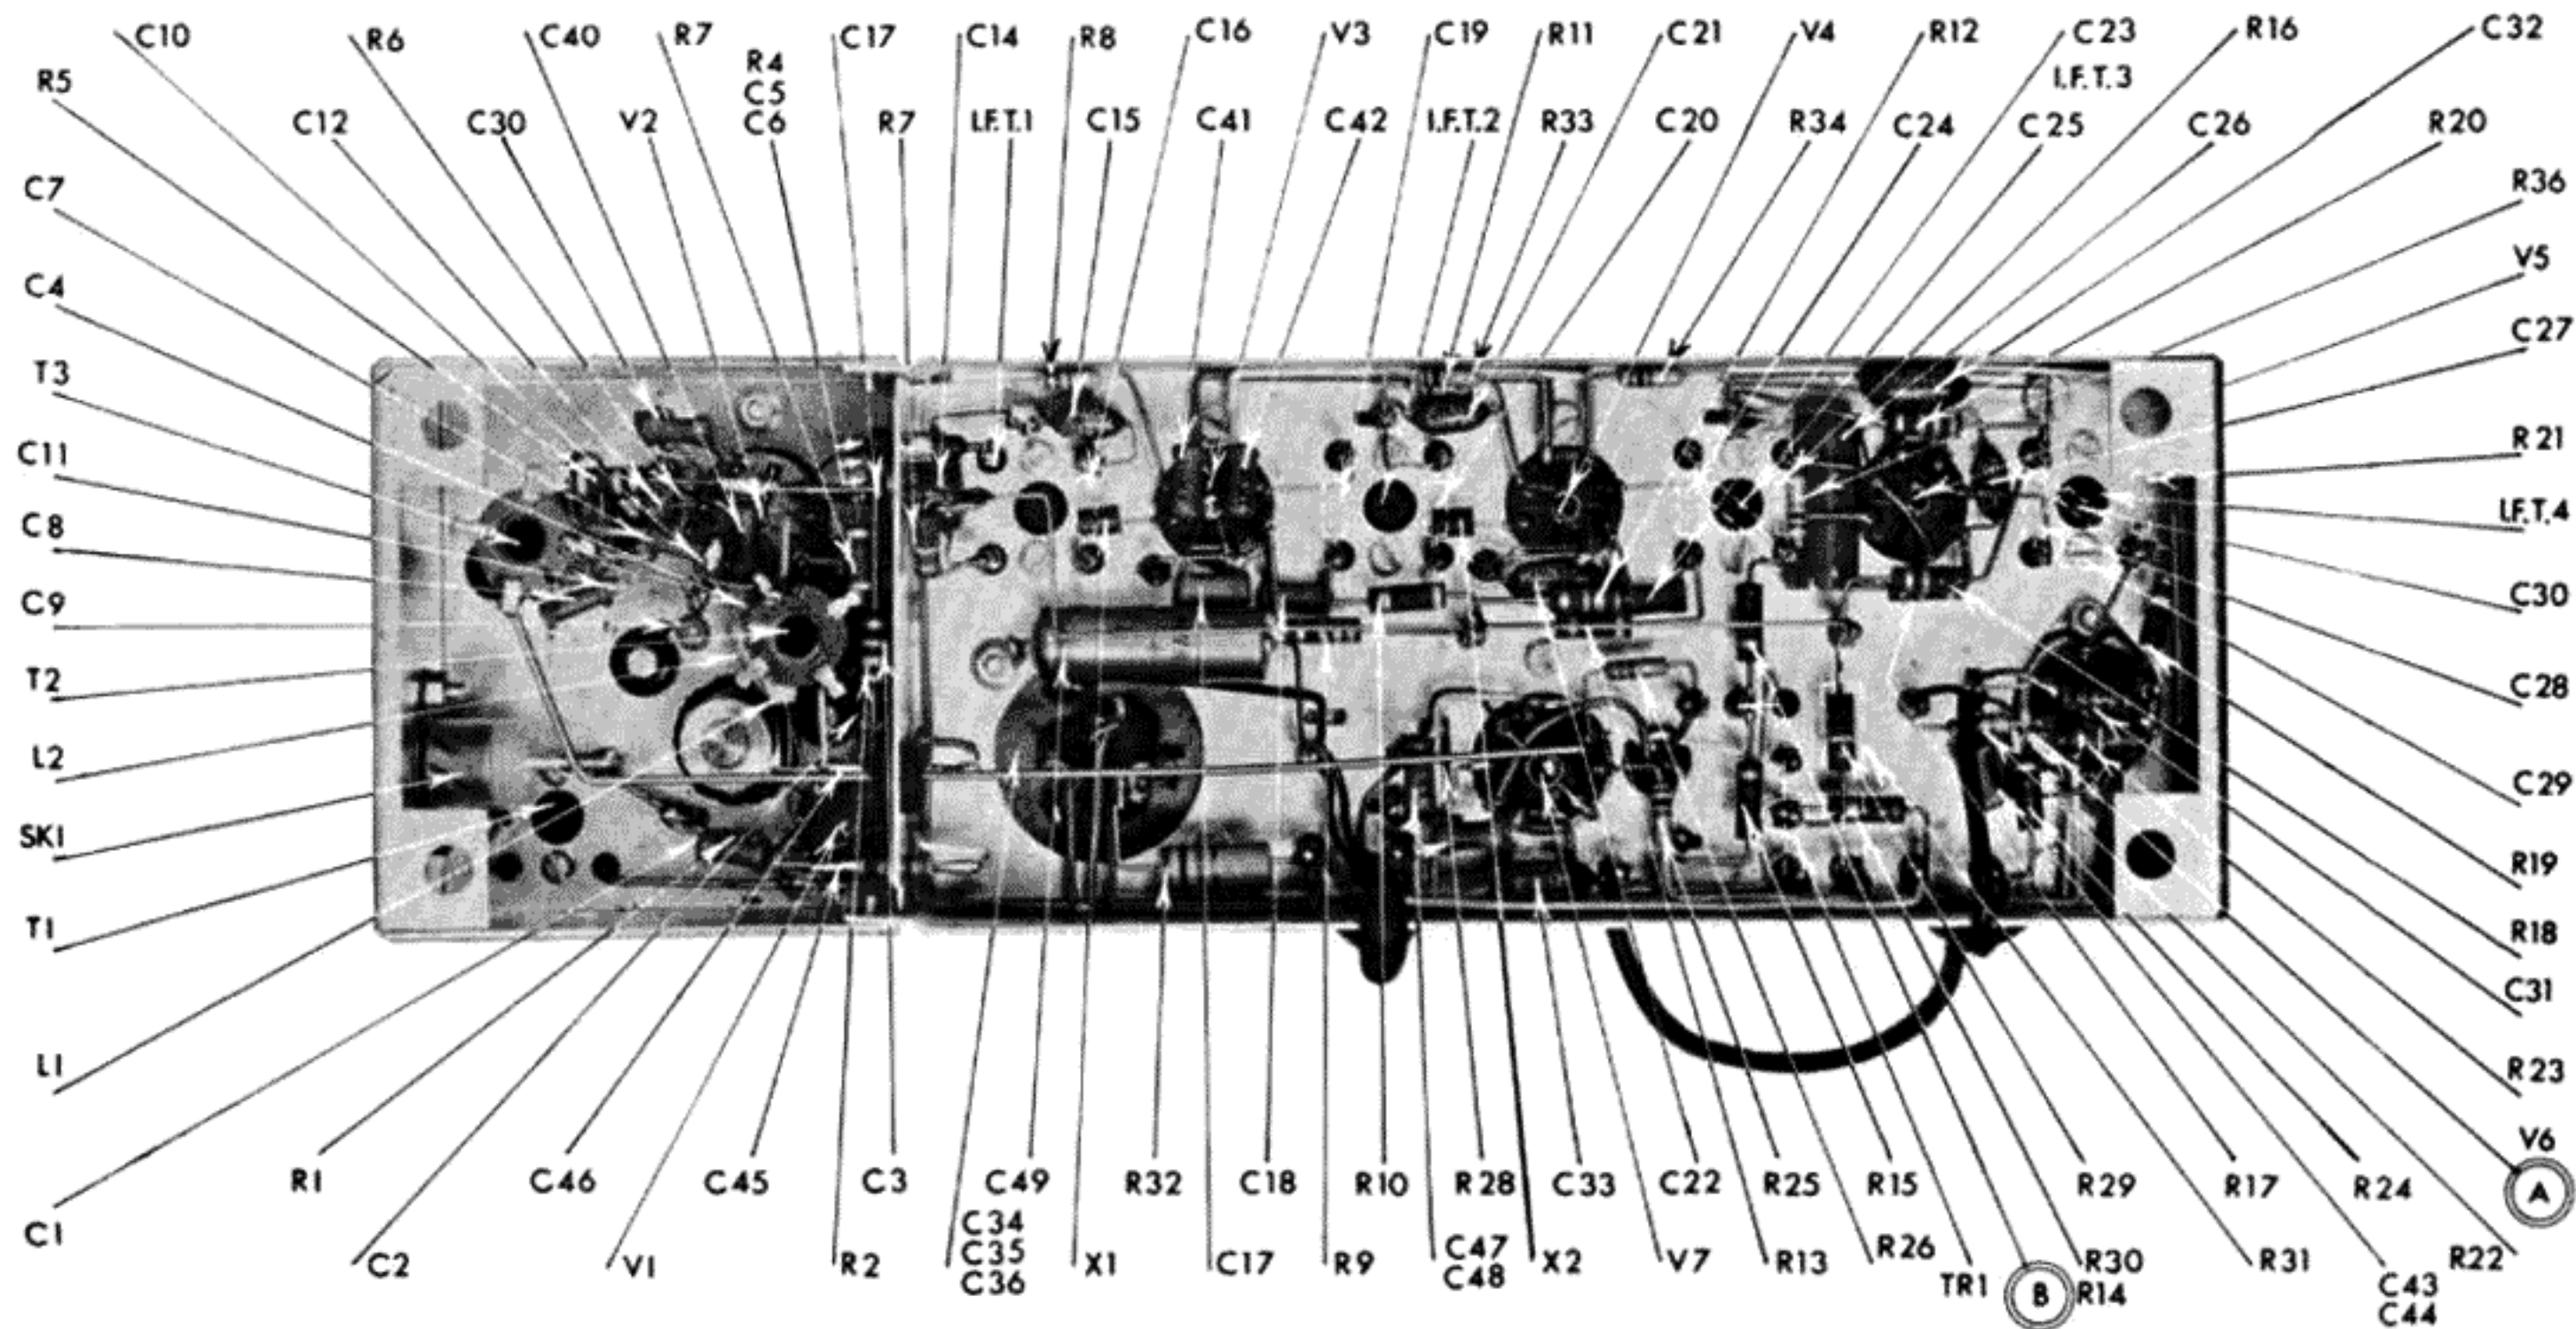 C10 R6 C40 R7 C17 C14 R8 C16 V3 C19 R11 C21 V4 R12 C23 R16 C32
R4
I.F.T.3
R5
C5
C12 C30 V2 C6 R7 I.F.T.1 C15 C41 C42 I.F.T.2 R33 C20 R34 C24 C25 C26 R20
C7
R36
C4
V5
T3
C27
C11
R21
C8
I.F.T.4
C9
C30
T2
C28
L2
C29
SK1
R19
T1
R18
C31
L1
R23
V6
R1 C46 C45 C3 C49 R32 C18 R10 R28 C33 C22 R25 R15 R29 R17 R24 A
C1
C34
C35
C36
C2 V1 R2 X1 C17 R9 C47 X2 V7 R13 R26 R30 R31 R22
C48
TR1 B R14
C43
C44